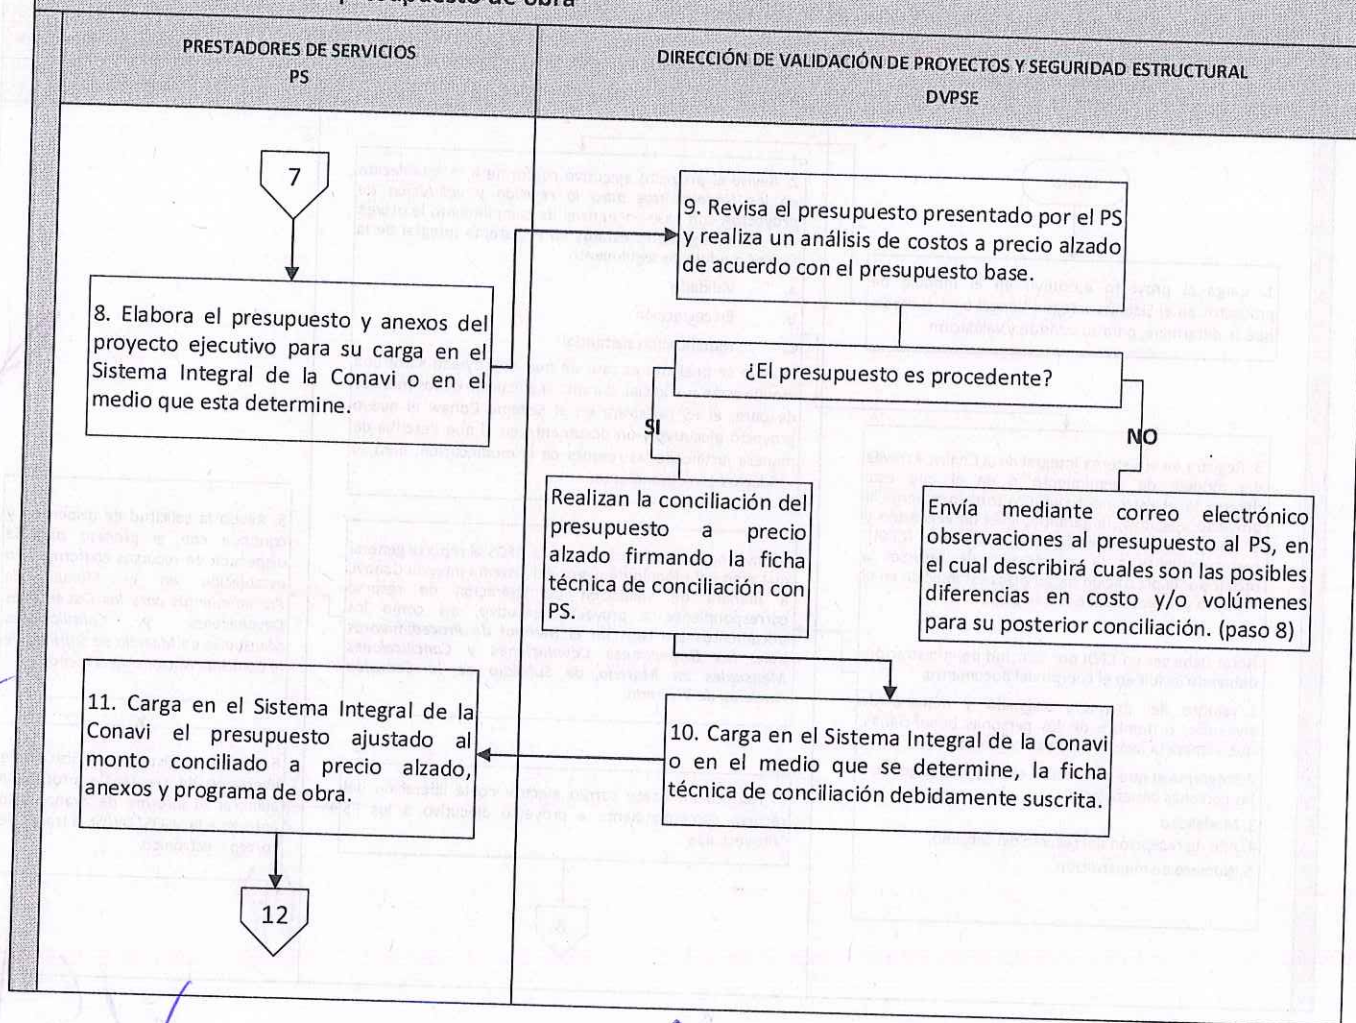 presupuesto de obra
PRESTADORES DE SERVICIOS
PS
DIRECCIÓN DE VALIDACIÓN DE PROYECTOS Y SEGURIDAD ESTRUCTURAL
DVPSE
7
8. Elabora el presupuesto y anexos del
proyecto ejecutivo para su carga en el
Sistema Integral de la Conavi o en el
medio que esta determine.
9. Revisa el presupuesto presentado por el PS
y realiza un análisis de costos a precio alzado
de acuerdo con el presupuesto base.
¿El presupuesto es procedente?
SI
NO
Realizan la conciliación del
presupuesto a precio
alzado firmando la ficha
técnica de conciliación con
PS.
Envía mediante correo electrónico
observaciones al presupuesto al PS, en
el cual describirá cuales son las posibles
diferencias en costo y/o volúmenes
para su posterior conciliación. (paso 8)
10. Carga en el Sistema Integral de la Conavi
o en el medio que se determine, la ficha
técnica de conciliación debidamente suscrita.
11. Carga en el Sistema Integral de la
Conavi el presupuesto ajustado al
monto conciliado a precio alzado,
anexos y programa de obra.
12